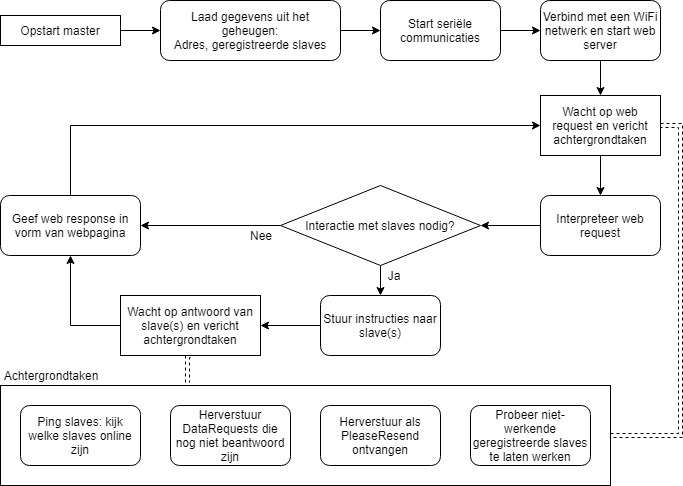 Opstart master
Laad gegevens uit het
geheugen:
Adres, geregistreerde slaves
Start seriële
communicaties
Verbind met een WiFi
netwerk en start web
server
Wacht op web
request en vericht
achtergrondtaken
Interpreteer web
request
Interactie met slaves nodig?
Nee
Ja
Geef web response in
vorm van webpagina
Stuur instructies naar
slave(s)
Wacht op antwoord van
slave(s) en vericht
achtergrondtaken
Achtergrondtaken
Ping slaves: kijk
welke slaves online
zijn
Herverstuur
DataRequests die
nog niet beantwoord
zijn
Herverstuur als
PleaseResend
ontvangen
Probeer niet-
werkende
geregistreerde slaves
te laten werken